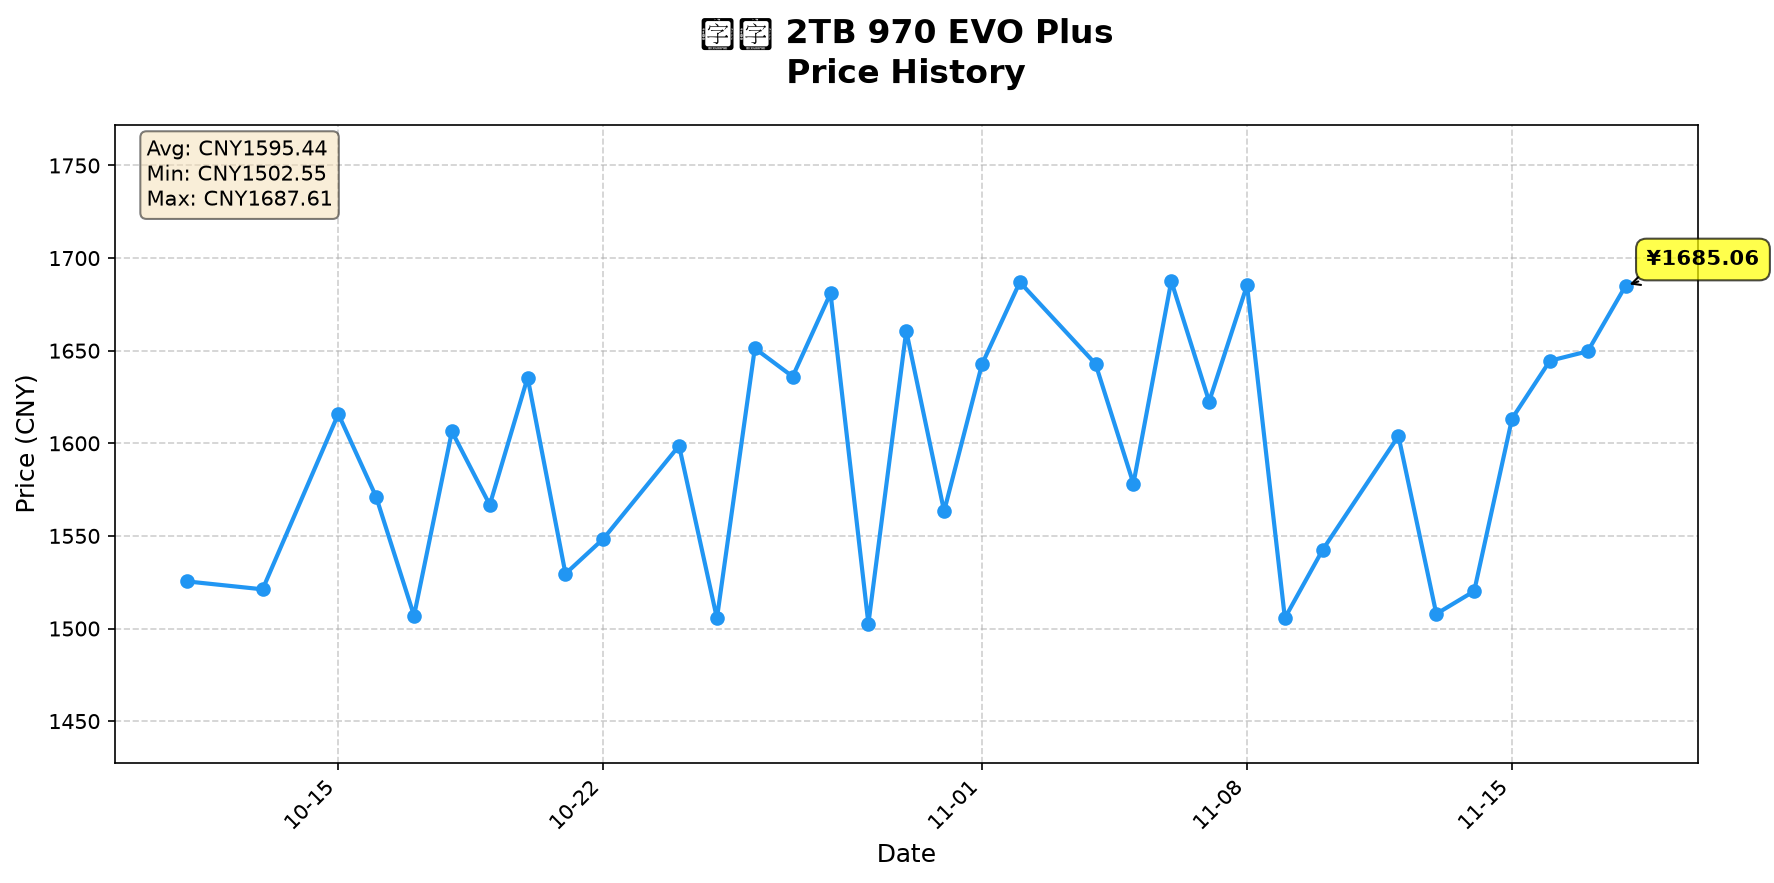 2TB 970 EVO Plus
Price History
Avg: CNY1595.44
Min: CNY1502.55
Max: CNY1687.61
¥1685.06
Price (CNY)
1750
1700
1650
1600
1550
1500
1450
10-15
10-22
11-01
11-08
11-15
Date